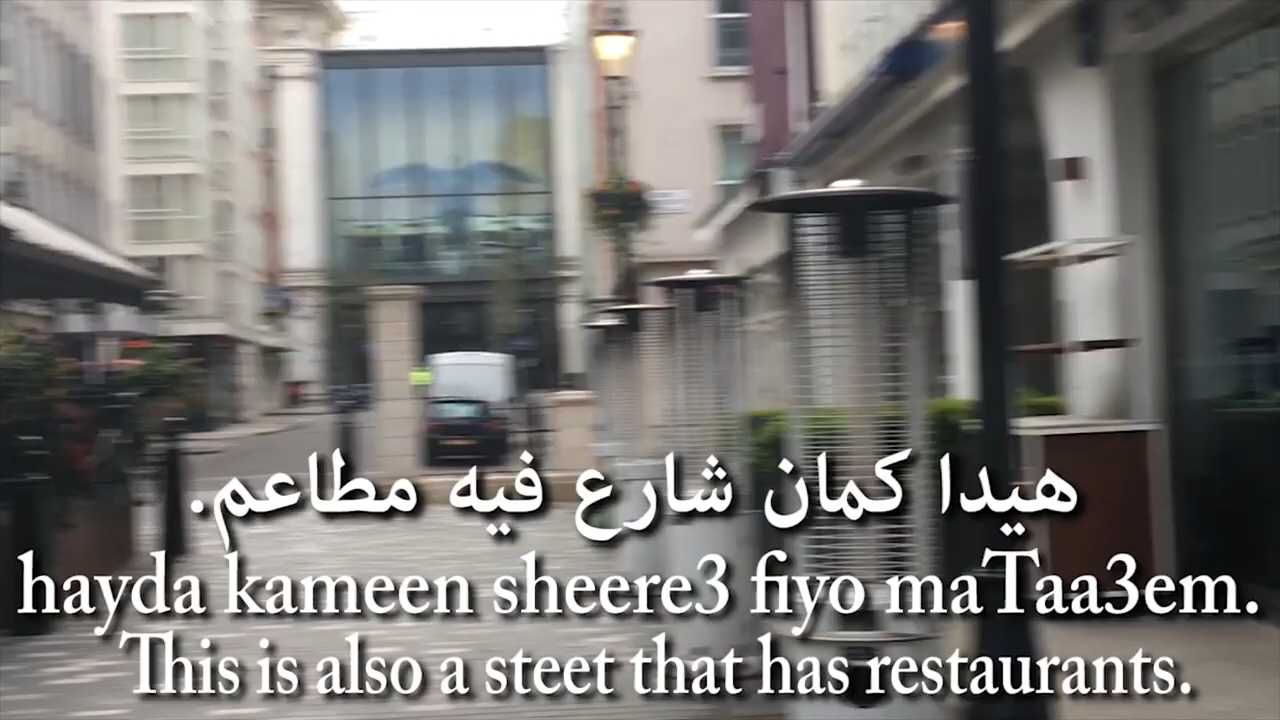 هيدا كمان شارع فيه مطاعم.
hayda kameen sheere3 fiyo maTaa3em.
This is also a steet that has restaurants.